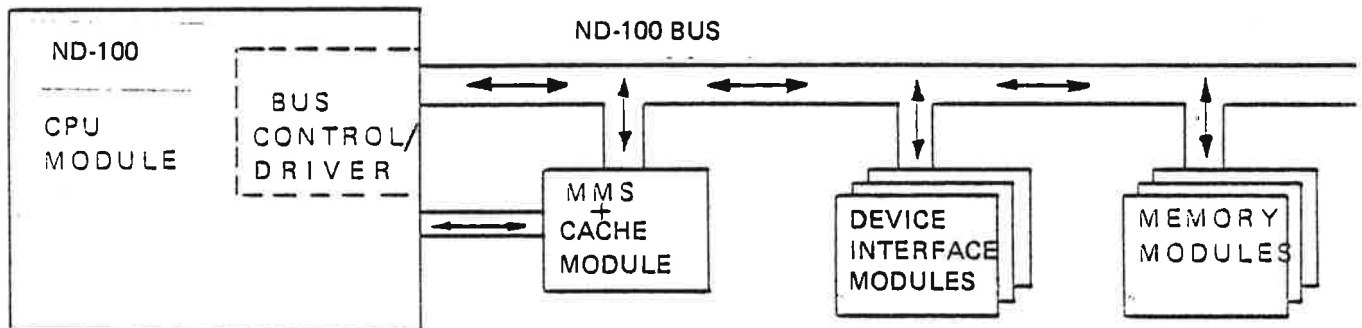 ND-100 BUS
ND-100
CPU
MODULE
BUS
CONTROL/
DRIVER
MMS
+
CACHE
MODULE
DEVICE
INTERFACE
MODULES
MEMORY
MODULES